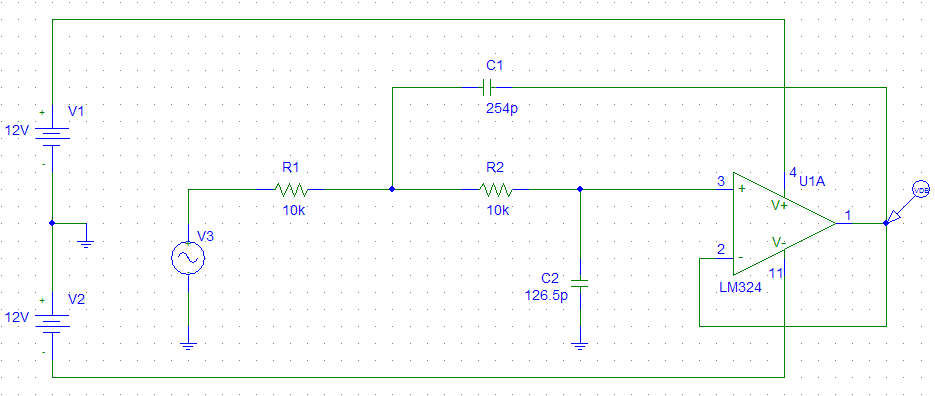 C1
254p
+
V1
12V
-
R1
10k
R2
10k
3
+
4
U1A
V+
1
VDB
2
-
V-
11
LM324
V3
C2
126.5p
+
V2
12V
-